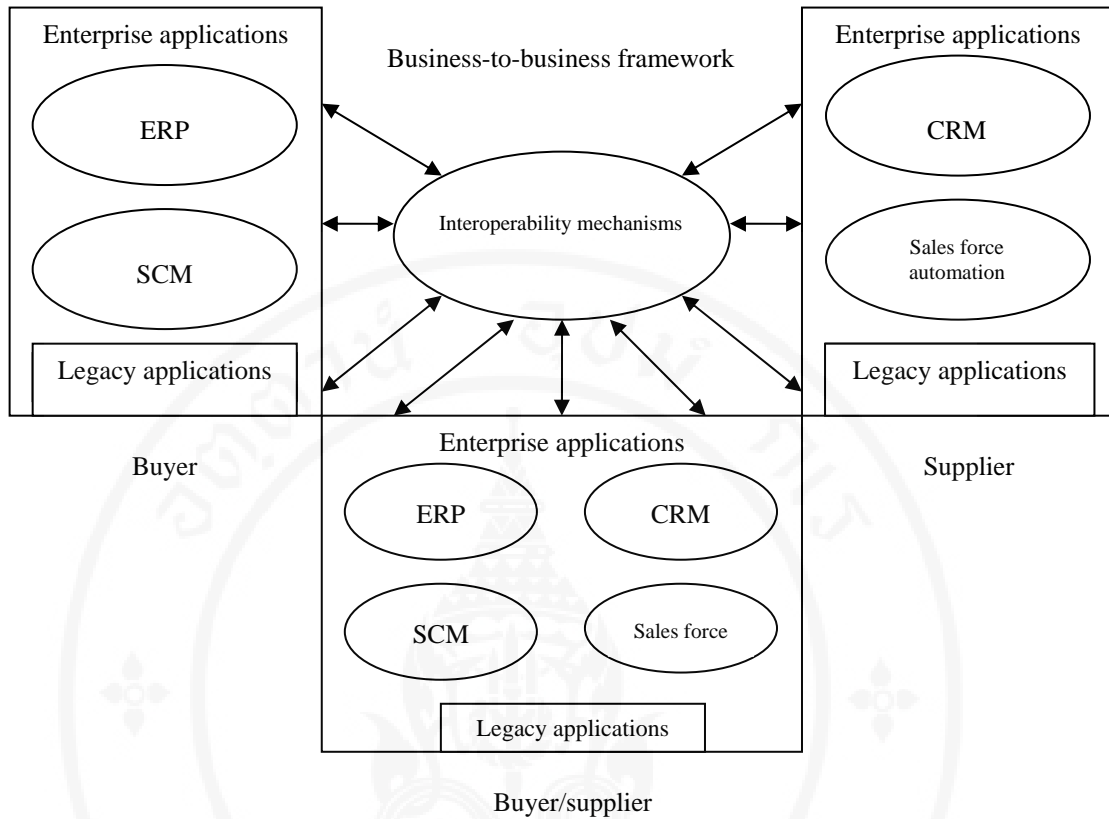 Enterprise applications
Business-to-business framework
Enterprise applications
ERP
CRM
Interoperability mechanisms
SCM
Sales force
automation
Legacy applications
Legacy applications
Buyer
Supplier
Enterprise applications
ERP
CRM
SCM
Sales force
Legacy applications
Buyer/supplier